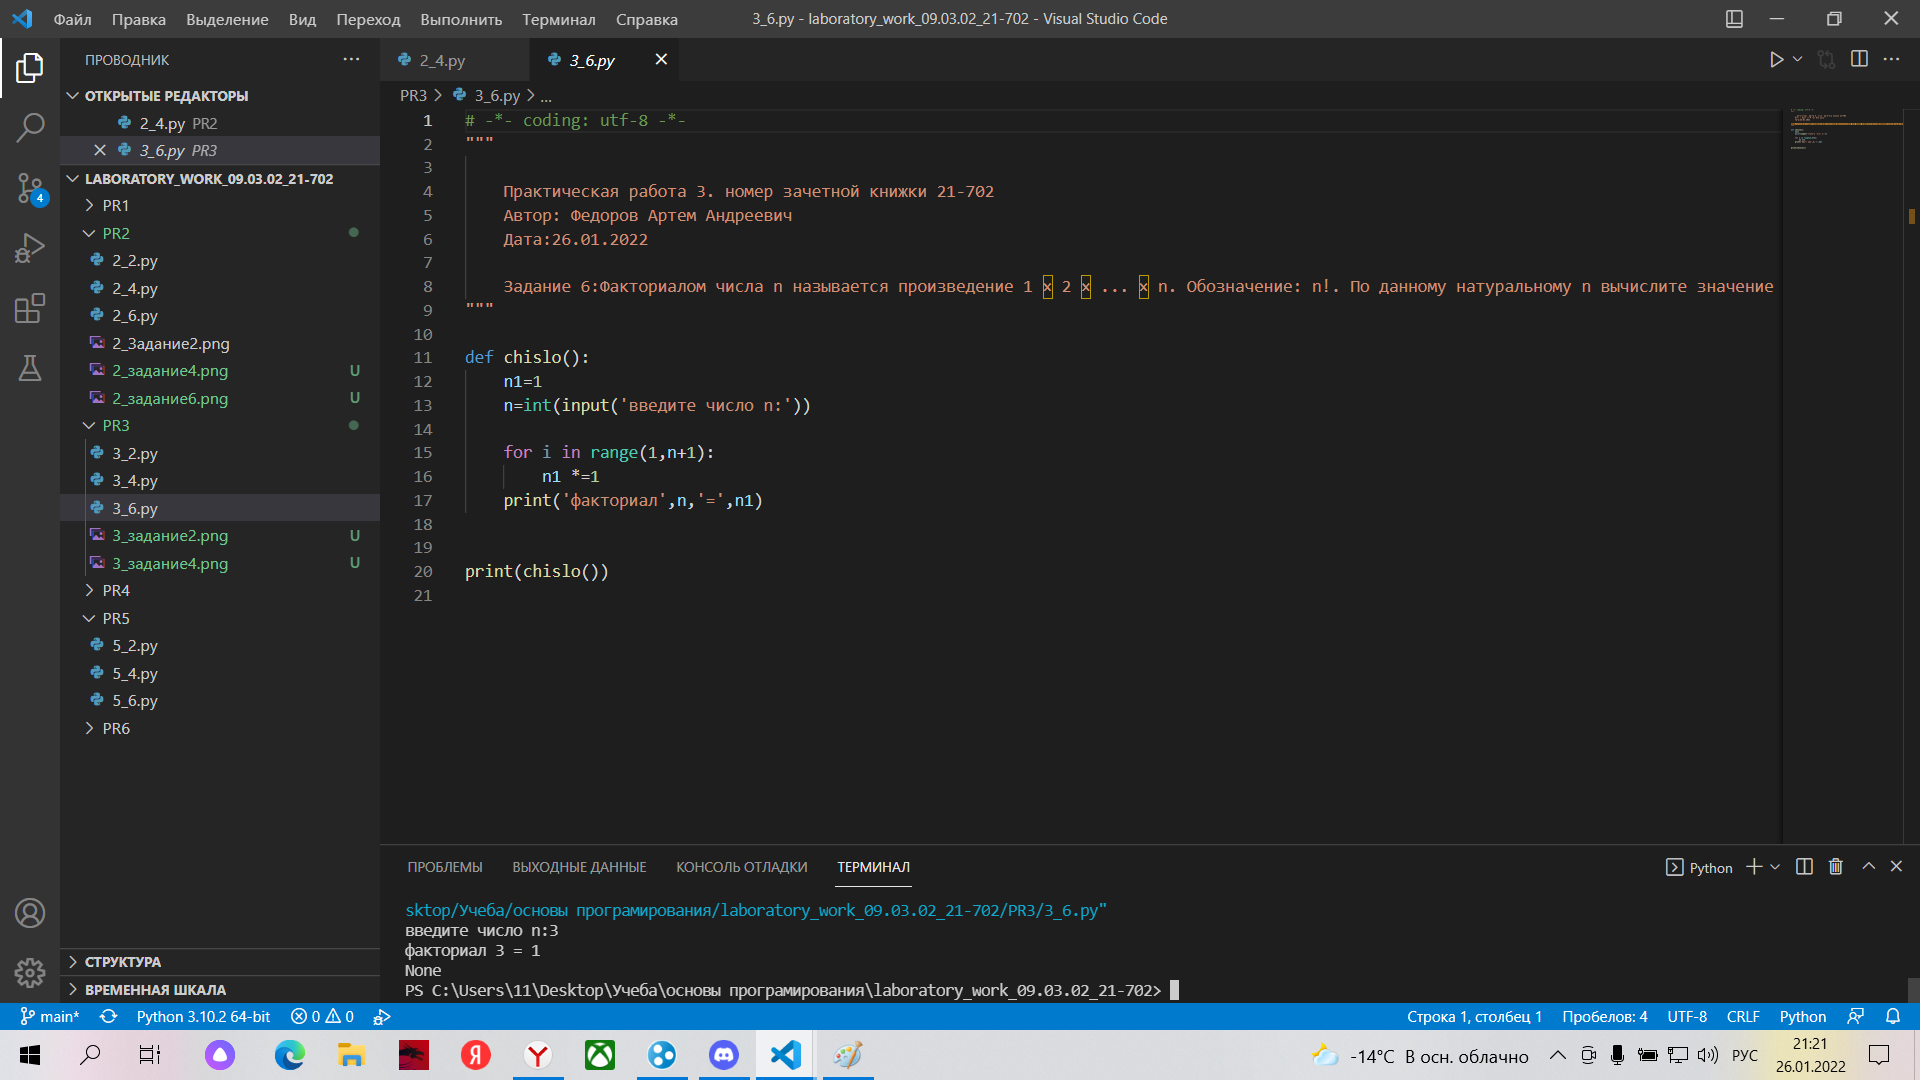 Файл Правка Выделение Вид Переход Выполнить Терминал Справка
3_6.py - laboratory_work_09.03.02_21-702 - Visual Studio Code
ПРОВОДНИК
ОТКРЫТЫЕ РЕДАКТОРЫ
2_4.py PR2
3_6.py PR3
LABORATORY_WORK_09.03.02_21-702
PR1
PR2
2_2.py
2_4.py
2_6.py
2_Задание2.png
2_задание4.png U
2_задание6.png U
PR3
3_2.py
3_4.py
3_6.py
3_задание2.png U
3_задание4.png U
PR4
PR5
5_2.py
5_4.py
5_6.py
PR6
СТРУКТУРА
ВРЕМЕННАЯ ШКАЛА
4
2_4.py 3_6.py
PR3 > 3_6.py > ...
1 # -*- coding: utf-8 -*-
2 """
3
4 Практическая работа 3. номер зачетной книжки 21-702
5 Автор: Федоров Артем Андреевич
6 Дата:26.01.2022
7
8 Задание 6:Факториалом числа n называется произведение 1 × 2 × ... × n. Обозначение: n!. По данному натуральному n вычислите значение
9 """
10
11 def chislo():
12 n1=1
13 n=int(input('введите число n:'))
14
15 for i in range(1,n+1):
16 n1 *=1
17 print('факториал',n,'=',n1)
18
19
20 print(chislo())
21
ПРОБЛЕМЫ ВЫХОДНЫЕ ДАННЫЕ КОНСОЛЬ ОТЛАДКИ ТЕРМИНАЛ
Python
sktop/Учеба/основы програмирования/laboratory_work_09.03.02_21-702/PR3/3_6.py"
введите число n:3
факториал 3 = 1
None
PS C:\Users\11\Desktop\Учеба\основы програмирования\laboratory_work_09.03.02_21-702>
main* Python 3.10.2 64-bit 0 0
Строка 1, столбец 1 Пробелов: 4 UTF-8 CRLF Python
-14°C В осн. облачно РУС
21:21
26.01.2022